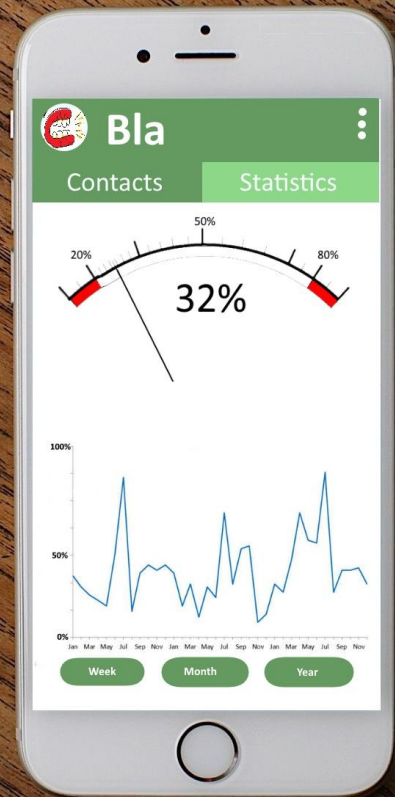 Bla
Contacts Statistics
50%
20% 80%
32%
100%
50%
0%
Jan Mar May Jul Sep Nov Jan Mar May Jul Sep Nov Jan Mar May Jul Sep Nov
Week Month Year